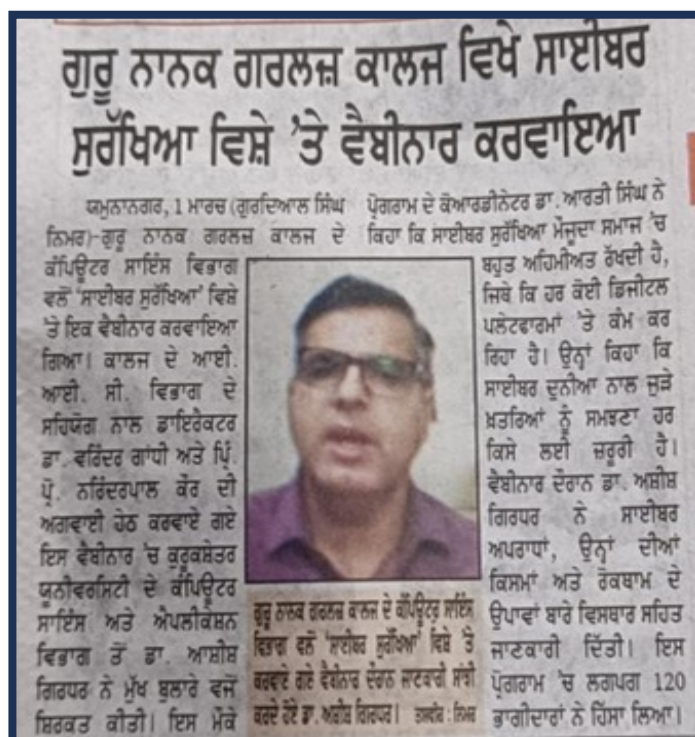 ਗੁਰੂ ਨਾਨਕ ਗਰਲਜ਼ ਕਾਲਜ ਵਿਖੇ ਸਾਈਬਰ
ਸੁਰੱਖਿਆ ਵਿਸ਼ੇ ’ਤੇ ਵੈਬੀਨਾਰ ਕਰਵਾਇਆ
ਯਮੁਨਾਨਗਰ, 1 ਮਾਰਚ (ਗੁਰਦਿਆਲ ਸਿੰਘ
ਨਿਮਰ)-ਗੁਰੂ ਨਾਨਕ ਗਰਲਜ਼ ਕਾਲਜ ਦੇ
ਕੰਪਿਊਟਰ ਸਾਇੰਸ ਵਿਭਾਗ
ਵਲੋਂ ‘ਸਾਈਬਰ ਸੁਰੱਖਿਆ’ ਵਿਸ਼ੇ
’ਤੇ ਇਕ ਵੈਬੀਨਾਰ ਕਰਵਾਇਆ
ਗਿਆ। ਕਾਲਜ ਦੇ ਆਈ.
ਆਈ. ਸੀ. ਵਿਭਾਗ ਦੇ
ਸਹਿਯੋਗ ਨਾਲ ਡਾਇਰੈਕਟਰ
ਡਾ. ਵਰਿੰਦਰ ਗਾਂਧੀ ਅਤੇ ਪ੍ਰਿੰ.
ਪ੍ਰੋ. ਨਰਿੰਦਰਪਾਲ ਕੌਰ ਦੀ
ਅਗਵਾਈ ਹੇਠ ਕਰਵਾਏ ਗਏ
ਇਸ ਵੈਬੀਨਾਰ ’ਚ ਕੁਰੂਕਸ਼ੇਤਰ
ਯੂਨੀਵਰਸਿਟੀ ਦੇ ਕੰਪਿਊਟਰ
ਸਾਇੰਸ ਅਤੇ ਐਪਲੀਕੇਸ਼ਨ
ਵਿਭਾਗ ਤੋਂ ਡਾ. ਆਸ਼ੀਸ਼
ਗਿਰਧਰ ਨੇ ਮੁੱਖ ਬੁਲਾਰੇ ਵਜੋਂ
ਸ਼ਿਰਕਤ ਕੀਤੀ। ਇਸ ਮੌਕੇ
ਪ੍ਰੋਗਰਾਮ ਦੇ ਕੋਆਰਡੀਨੇਟਰ ਡਾ. ਆਰਤੀ ਸਿੰਘ ਨੇ
ਕਿਹਾ ਕਿ ਸਾਈਬਰ ਸੁਰੱਖਿਆ ਮੌਜੂਦਾ ਸਮਾਜ ’ਚ
ਬਹੁਤ ਅਹਿਮੀਅਤ ਰੱਖਦੀ ਹੈ,
ਜਿਥੇ ਕਿ ਹਰ ਕੋਈ ਡਿਜੀਟਲ
ਪਲੇਟਫਾਰਮਾਂ ’ਤੇ ਕੰਮ ਕਰ
ਰਿਹਾ ਹੈ। ਉਨ੍ਹਾਂ ਕਿਹਾ ਕਿ
ਸਾਈਬਰ ਦੁਨੀਆ ਨਾਲ ਜੁੜੇ
ਖ਼ਤਰਿਆਂ ਨੂੰ ਸਮਝਣਾ ਹਰ
ਕਿਸੇ ਲਈ ਜ਼ਰੂਰੀ ਹੈ।
ਵੈਬੀਨਾਰ ਦੌਰਾਨ ਡਾ. ਅਸ਼ੀਸ਼
ਗਿਰਧਰ ਨੇ ਸਾਈਬਰ
ਅਪਰਾਧਾਂ, ਉਨ੍ਹਾਂ ਦੀਆਂ
ਕਿਸਮਾਂ ਅਤੇ ਰੋਕਥਾਮ ਦੇ
ਉਪਾਵਾਂ ਬਾਰੇ ਵਿਸਥਾਰ ਸਹਿਤ
ਜਾਣਕਾਰੀ ਦਿੱਤੀ। ਇਸ
ਪ੍ਰੋਗਰਾਮ ’ਚ ਲਗਪਗ 120
ਭਾਗੀਦਾਰਾਂ ਨੇ ਹਿੱਸਾ ਲਿਆ।
ਗੁਰੂ ਨਾਨਕ ਗਰਲਜ਼ ਕਾਲਜ ਦੇ ਕੰਪਿਊਟਰ ਸਾਇੰਸ
ਵਿਭਾਗ ਵਲੋਂ ‘ਸਾਈਬਰ ਸੁਰੱਖਿਆ’ ਵਿਸ਼ੇ ’ਤੇ
ਕਰਵਾਏ ਗਏ ਵੈਬੀਨਾਰ ਦੌਰਾਨ ਜਾਣਕਾਰੀ ਸਾਂਝੀ
ਕਰਦੇ ਹੋਏ ਡਾ. ਅਸ਼ੀਸ਼ ਗਿਰਧਰ। ਤਸਵੀਰ : ਨਿਮਰ